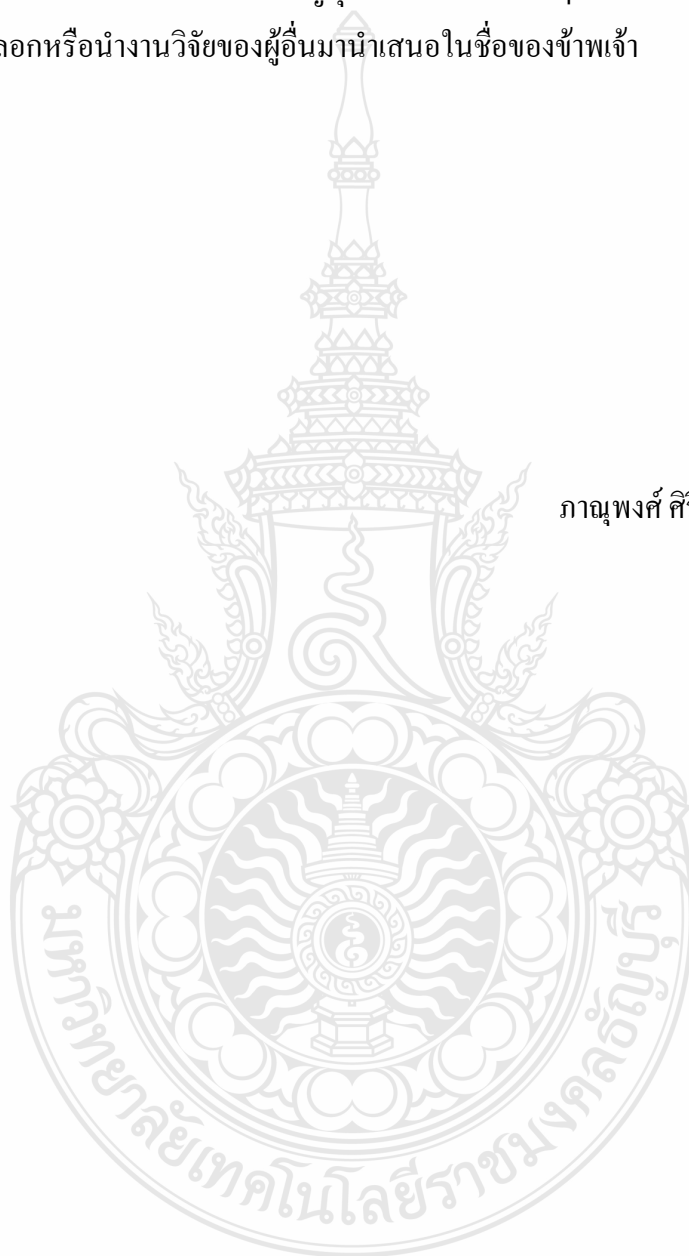 ลอกหรือนำงานวิจัยของผู้อื่นมานำเสนอในชื่อของข้าพเจ้า
ภาณุพงศ์
มหาวิทยาลัยเทคโนโลยีราชมงคลธัญบุรี